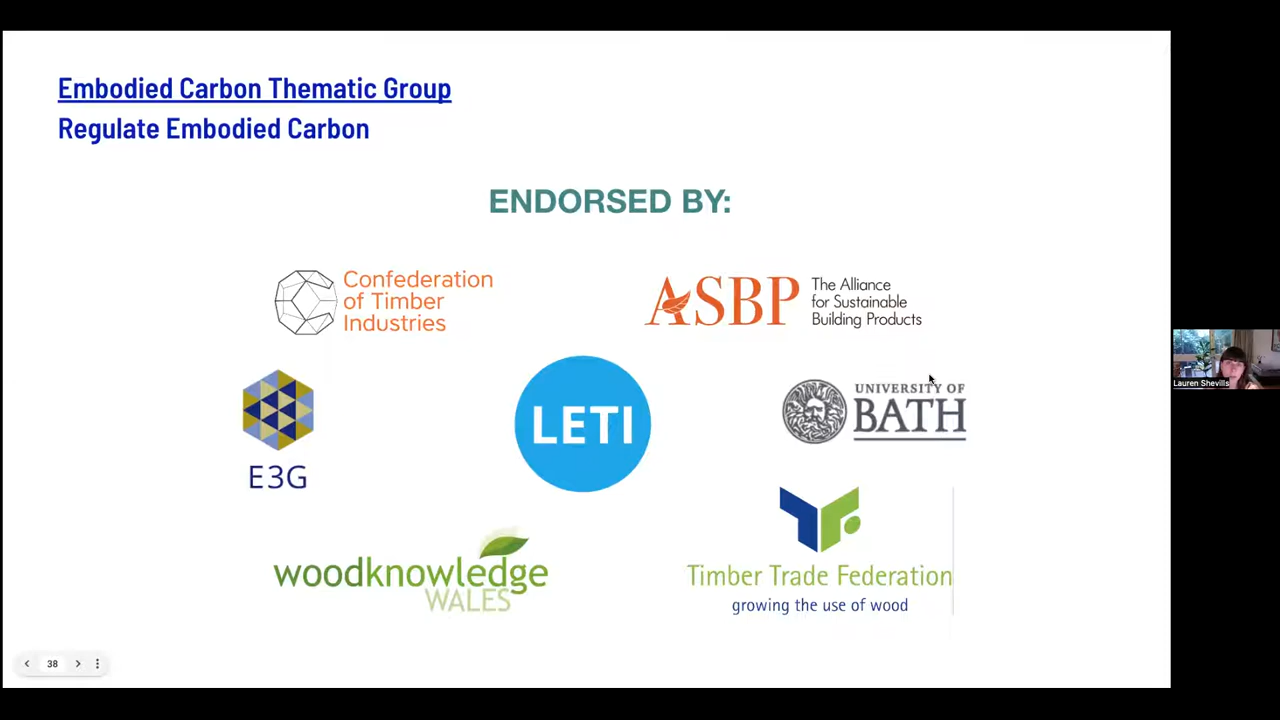 Embodied Carbon Thematic Group
Regulate Embodied Carbon
ENDORSED BY:
Confederation
of Timber
Industries
ASBP
The Alliance
for Sustainable
Building Products
E3G
LETI
UNIVERSITY OF
BATH
woodknowledge
WALES
Timber Trade Federation
growing the use of wood
38
Lauren Shevills